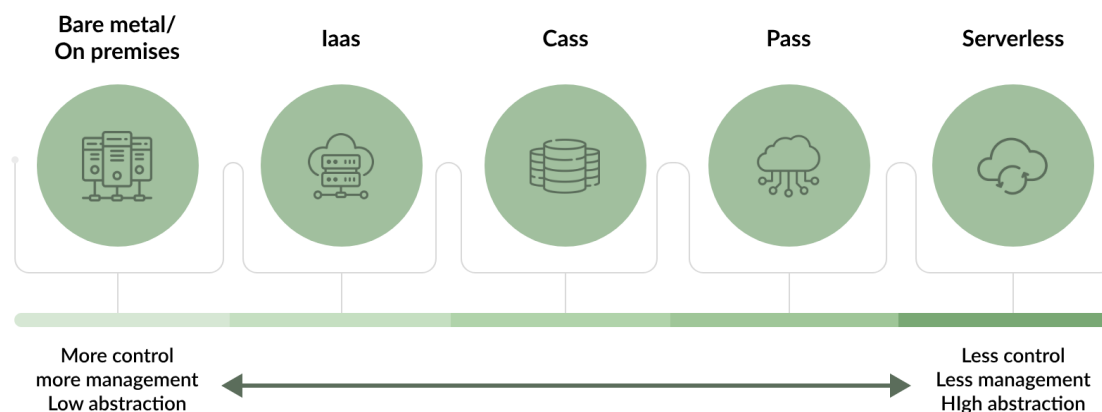 Bare metal/
On premises
Iaas
Cass
Pass
Serverless
More control
more management
Low abstraction
Less control
Less management
HIgh abstraction